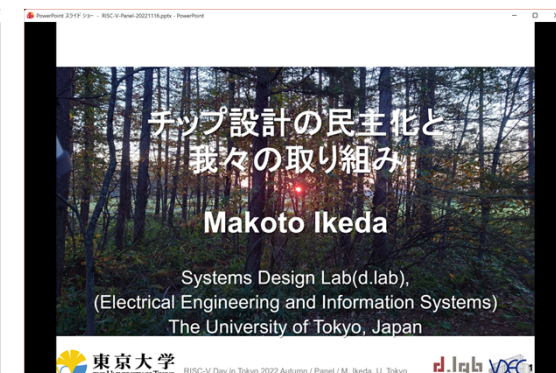 PowerPoint スライド ショー - RISC-V-Panel-20221116.pptx - PowerPoint
チップ設計の民主化と
我々の取り組み
Makoto Ikeda
Systems Design Lab(d.lab),
(Electrical Engineering and Information Systems)
The University of Tokyo, Japan
東京大学
RISC-V Day in Tokyo 2022 Autumn / Panel / M. Ikeda, U. Tokyo
d.lab VDEC
1